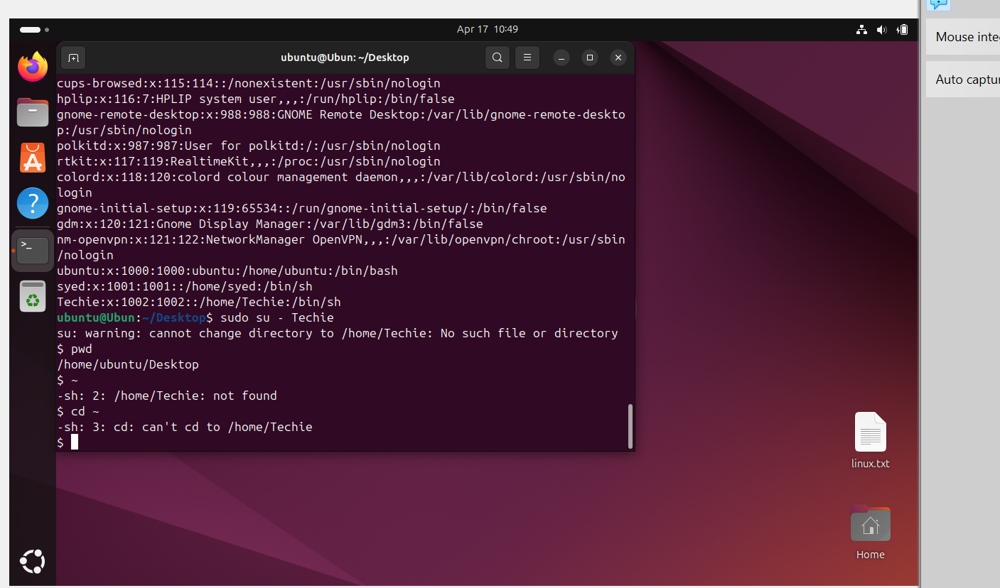 Apr 17 10:49
Mouse inte
Auto captur
ubuntu@Ubun: ~/Desktop
cups-browsed:x:115:114::/nonexistent:/usr/sbin/nologin
hplip:x:116:7:HPLIP system user,,,:/run/hplip:/bin/false
gnome-remote-desktop:x:988:988:GNOME Remote Desktop:/var/lib/gnome-remote-deskto
p:/usr/sbin/nologin
polkitd:x:987:987:User for polkitd:/:/usr/sbin/nologin
rtkit:x:117:119:RealtimeKit,,,:/proc:/usr/sbin/nologin
colord:x:118:120:colord colour management daemon,,,:/var/lib/colord:/usr/sbin/no
login
gnome-initial-setup:x:119:65534::/run/gnome-initial-setup/:/bin/false
gdm:x:120:121:Gnome Display Manager:/var/lib/gdm3:/bin/false
nm-openvpn:x:121:122:NetworkManager OpenVPN,,,:/var/lib/openvpn/chroot:/usr/sbin
/nologin
ubuntu:x:1000:1000:ubuntu:/home/ubuntu:/bin/bash
syed:x:1001:1001::/home/syed:/bin/sh
Techie:x:1002:1002::/home/Techie:/bin/sh
ubuntu@Ubun:~/Desktop$ sudo su - Techie
su: warning: cannot change directory to /home/Techie: No such file or directory
$ pwd
/home/ubuntu/Desktop
$ ~
-sh: 2: /home/Techie: not found
$ cd ~
-sh: 3: cd: can't cd to /home/Techie
$
linux.txt
Home